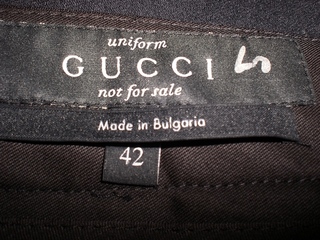 uniform
GUCCI
not for sale
Made in Bulgaria
42